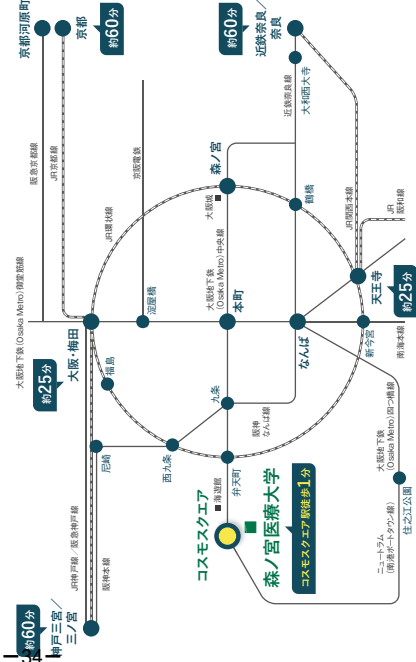 京都河原町
京都
約60分
近鉄奈良／
奈良
約60分
大和西大寺
近鉄奈良線
阪急京都線
JR京都線
京阪電鉄
JR環状線
大阪城
森ノ宮
鶴橋
JR関西本線
JR
阪和線
大阪地下鉄(Osaka Metro)御堂筋線
大阪・梅田
約25分
淀屋橋
大阪地下鉄
(Osaka Metro)中央線
本町
なんば
天王寺
約25分
新今宮
南海本線
福島
尼崎
西九条
九条
阪神
なんば線
弁天町
大阪地下鉄
(Osaka Metro)四つ橋線
住之江公園
ニュートラム
(南港ポートタウン線)
コスモスクエア
海遊館
森ノ宮医療大学
コスモスクエア駅徒歩1分
JR神戸線／阪急神戸線
阪神本線
約60分
神戸三宮／
三ノ宮
－34－